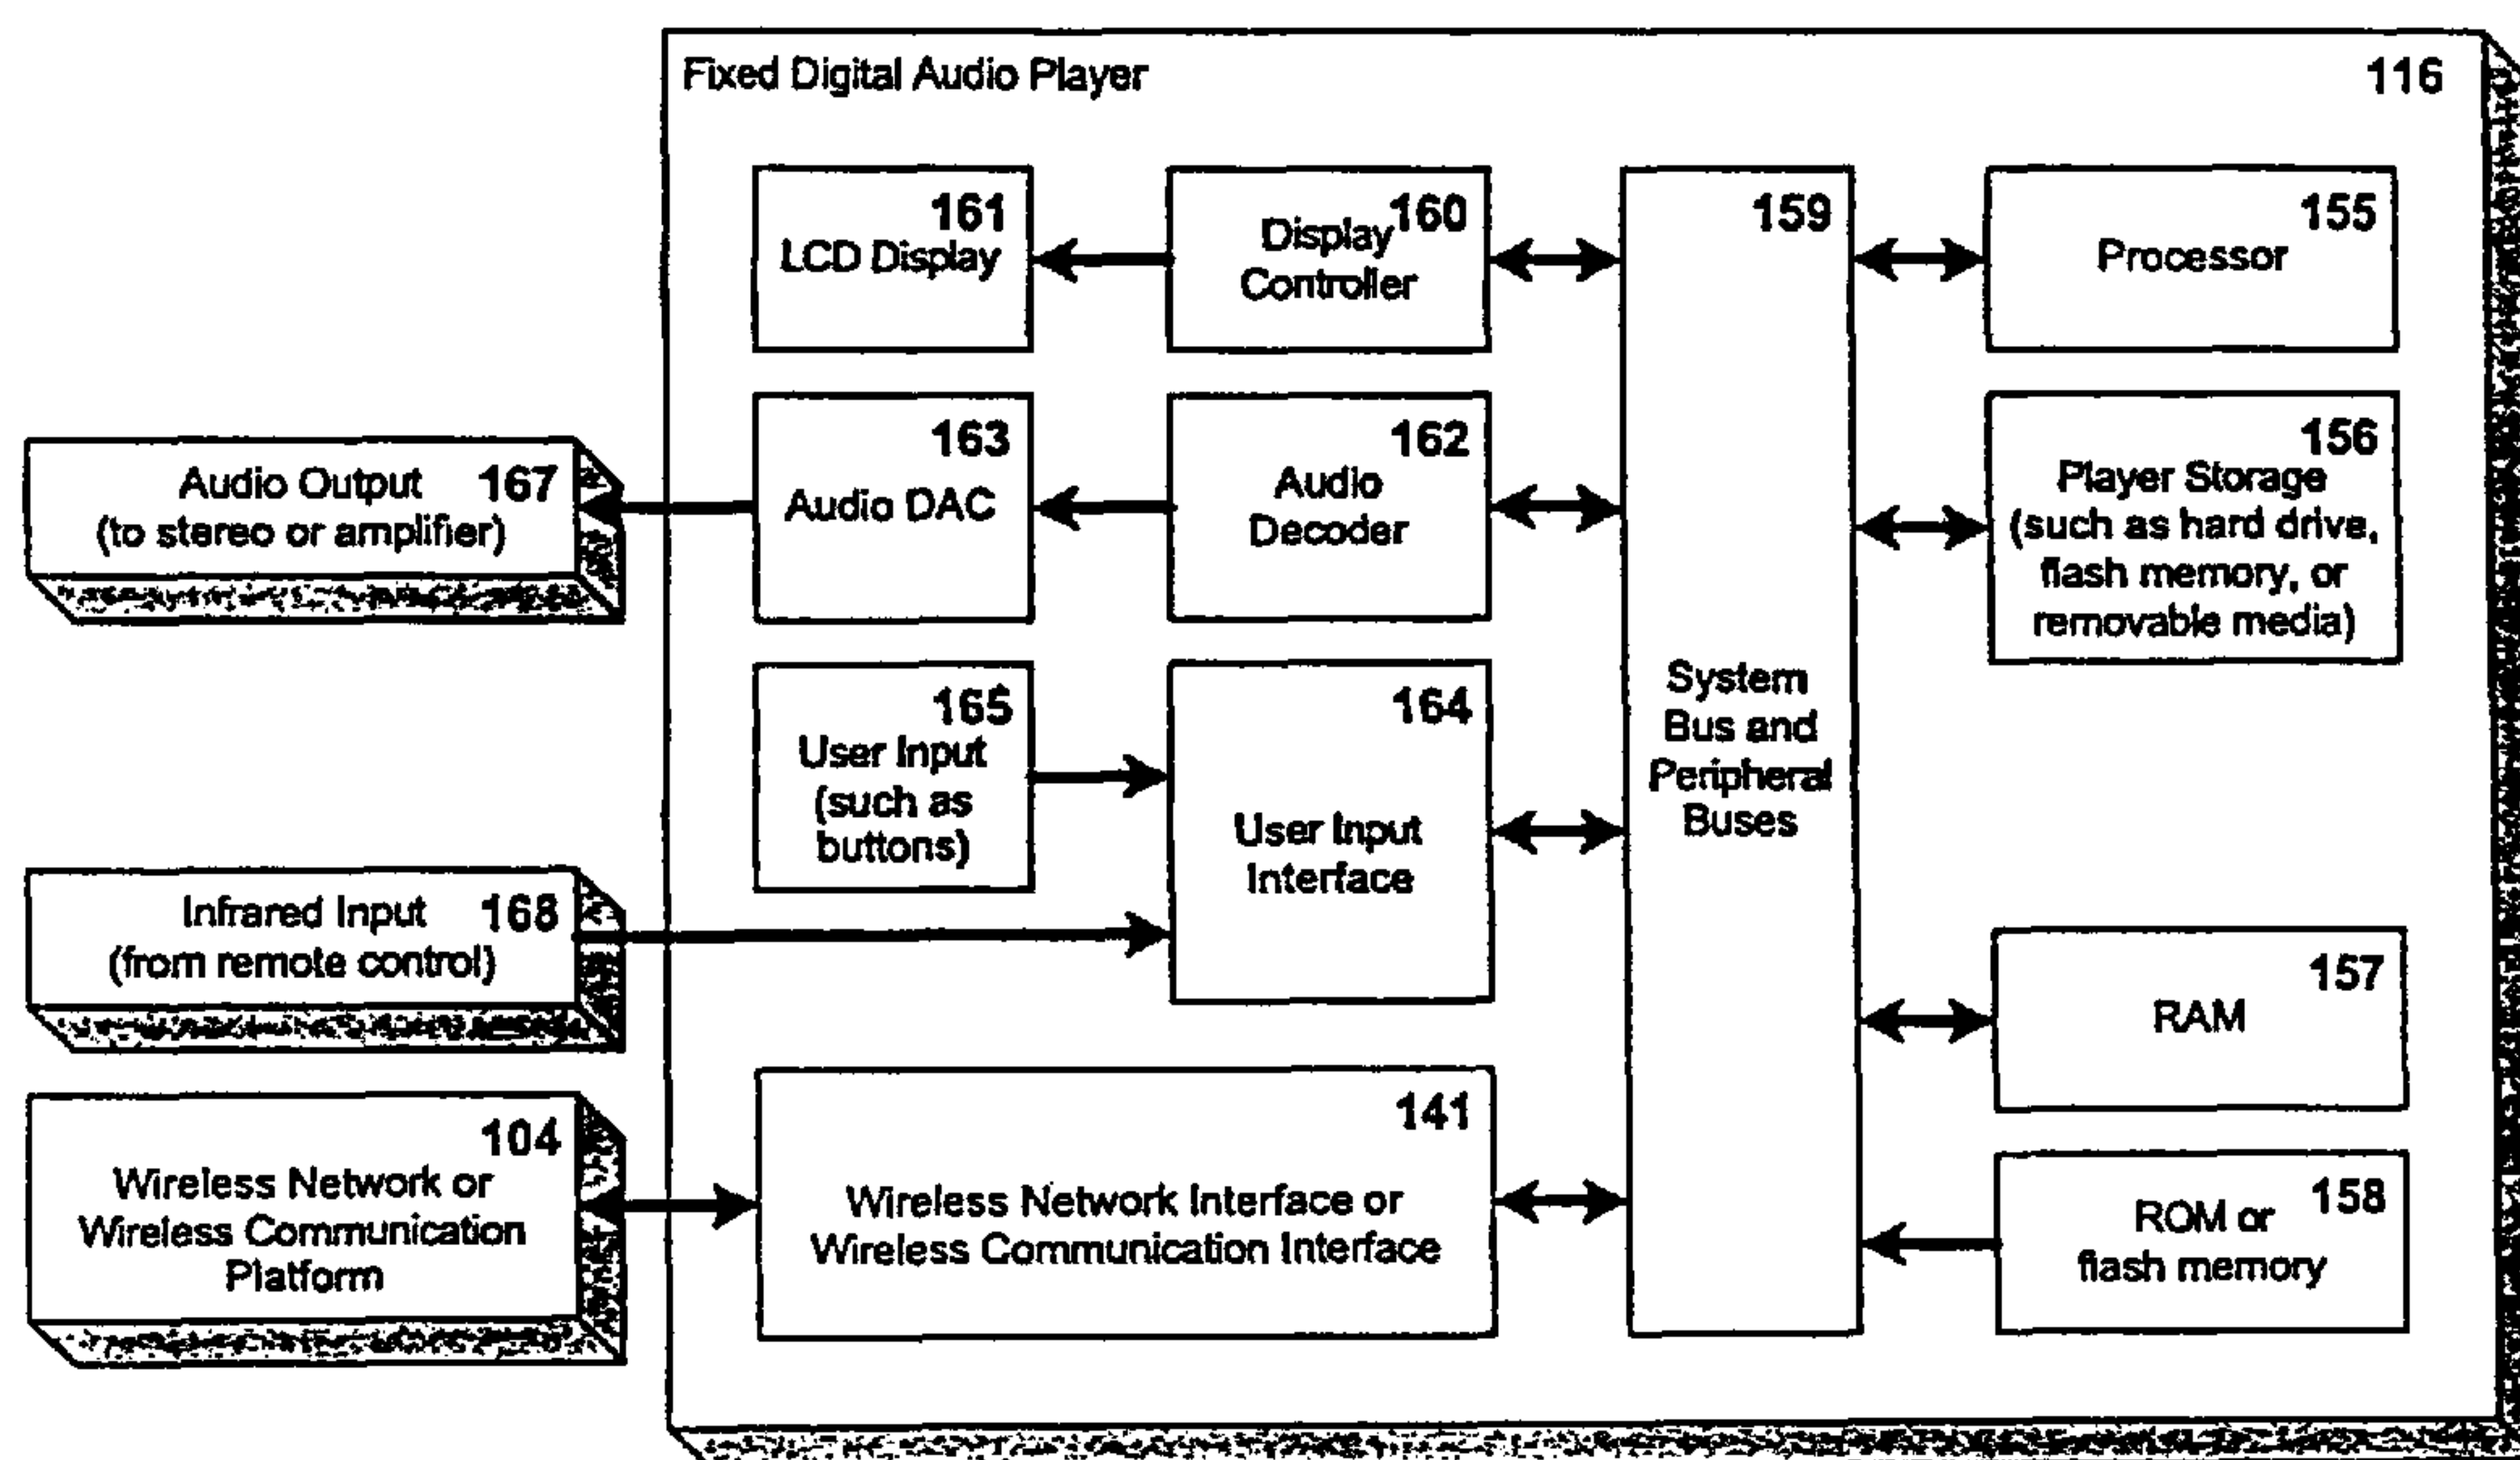 Fixed Digital Audio Player 116
161
LCD Display
160
Display
Controller
159
System
Bus and
Peripheral
Buses
155
Processor
163
Audio DAC
162
Audio
Decoder
156
Player Storage
(such as hard drive,
flash memory, or
removable media)
Audio Output 167
(to stereo or amplifier)
165
User Input
(such as
buttons)
164
User Input
Interface
Infrared Input 168
(from remote control)
157
RAM
104
Wireless Network or
Wireless Communication
Platform
141
Wireless Network Interface or
Wireless Communication Interface
158
ROM or
flash memory